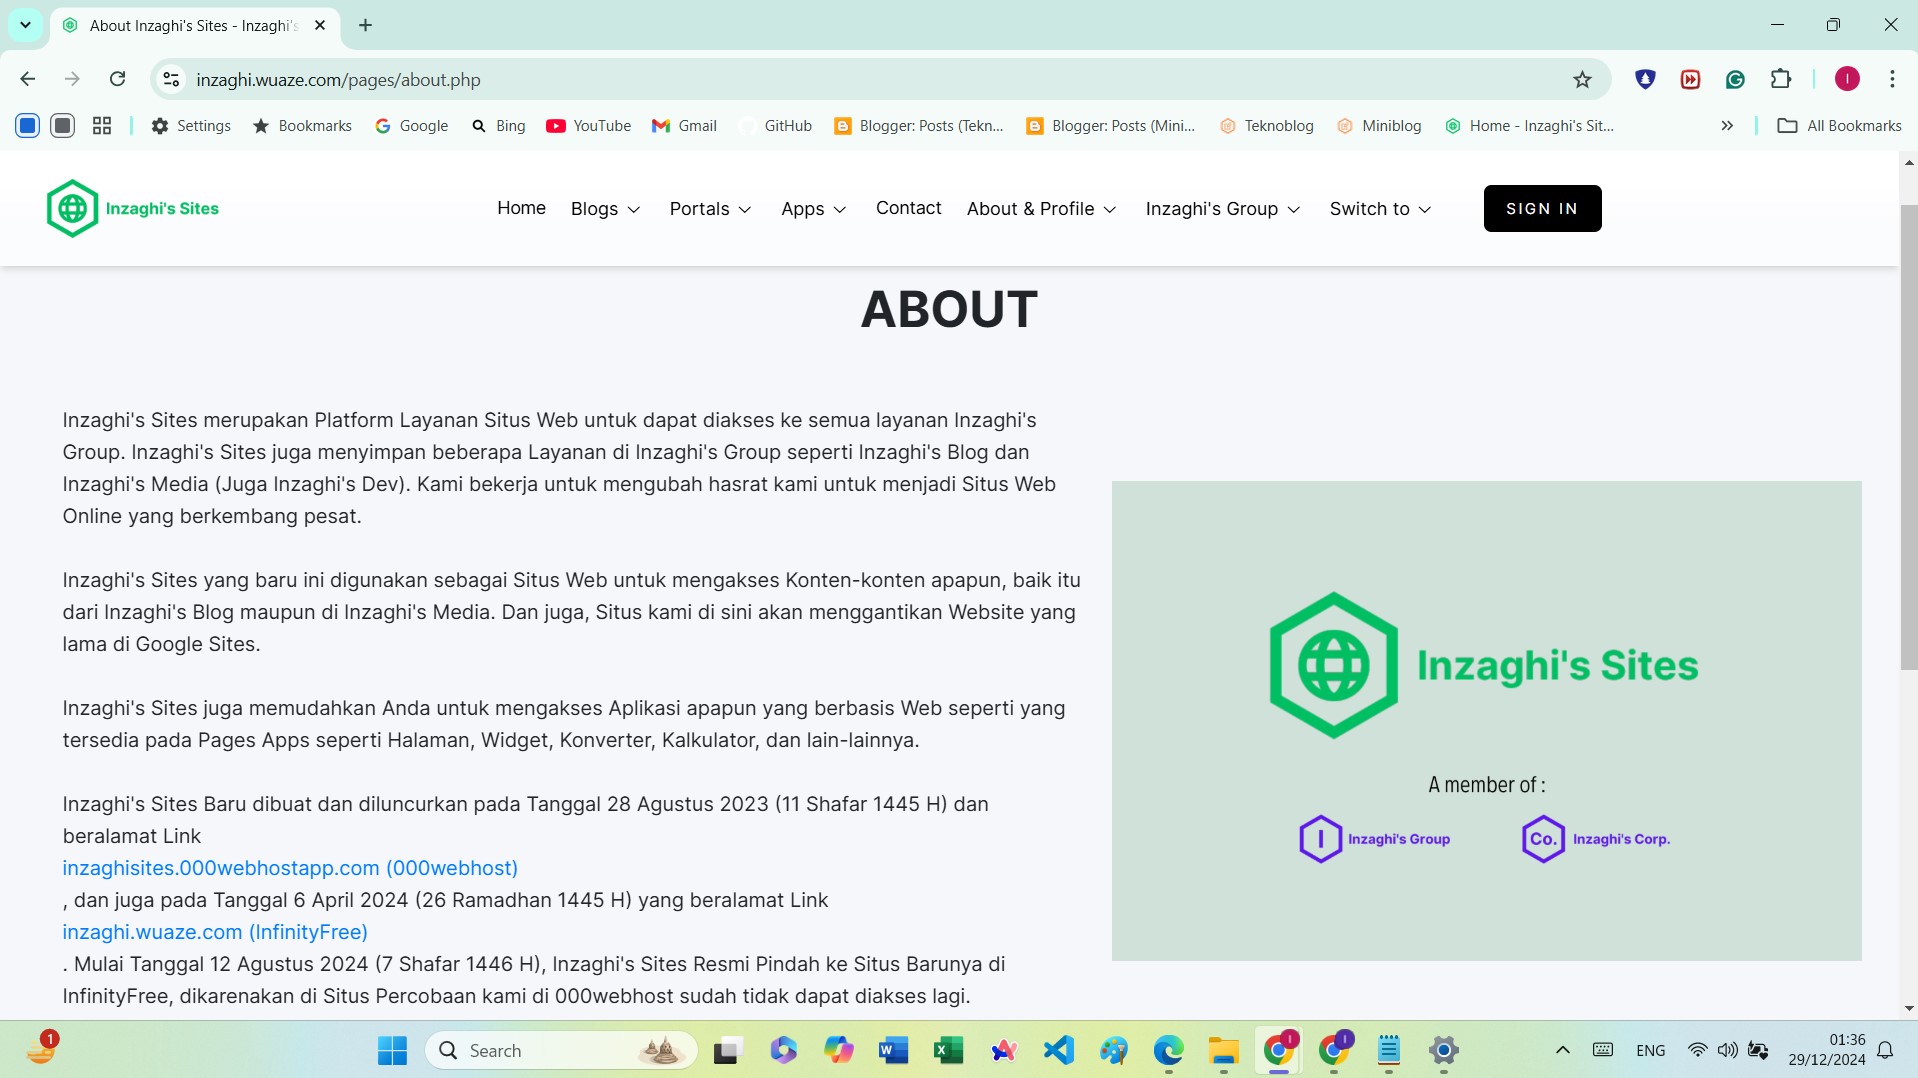 About Inzaghi's Sites - Inzaghi's
inzaghi.wuaze.com/pages/about.php
I
Settings
Bookmarks
Google
Bing
YouTube
Gmail
GitHub
Blogger: Posts (Tekn...
Blogger: Posts (Mini...
Teknoblog
Miniblog
Home - Inzaghi's Sit...
All Bookmarks
Inzaghi's Sites
Home
Blogs
Portals
Apps
Contact
About & Profile
Inzaghi's Group
Switch to
SIGN IN
ABOUT
Inzaghi's Sites merupakan Platform Layanan Situs Web untuk dapat diakses ke semua layanan Inzaghi's
Group. Inzaghi's Sites juga menyimpan beberapa Layanan di Inzaghi's Group seperti Inzaghi's Blog dan
Inzaghi's Media (Juga Inzaghi's Dev). Kami bekerja untuk mengubah hasrat kami untuk menjadi Situs Web
Online yang berkembang pesat.
Inzaghi's Sites yang baru ini digunakan sebagai Situs Web untuk mengakses Konten-konten apapun, baik itu
dari Inzaghi's Blog maupun di Inzaghi's Media. Dan juga, Situs kami di sini akan menggantikan Website yang
lama di Google Sites.
Inzaghi's Sites juga memudahkan Anda untuk mengakses Aplikasi apapun yang berbasis Web seperti yang
tersedia pada Pages Apps seperti Halaman, Widget, Konverter, Kalkulator, dan lain-lainnya.
Inzaghi's Sites Baru dibuat dan diluncurkan pada Tanggal 28 Agustus 2023 (11 Shafar 1445 H) dan
beralamat Link
inzaghisites.000webhostapp.com (000webhost)
, dan juga pada Tanggal 6 April 2024 (26 Ramadhan 1445 H) yang beralamat Link
inzaghi.wuaze.com (InfinityFree)
. Mulai Tanggal 12 Agustus 2024 (7 Shafar 1446 H), Inzaghi's Sites Resmi Pindah ke Situs Barunya di
InfinityFree, dikarenakan di Situs Percobaan kami di 000webhost sudah tidak dapat diakses lagi.
Inzaghi's Sites
A member of :
I Inzaghi's Group
Co. Inzaghi's Corp.
1
Search
ENG
01:36
29/12/2024